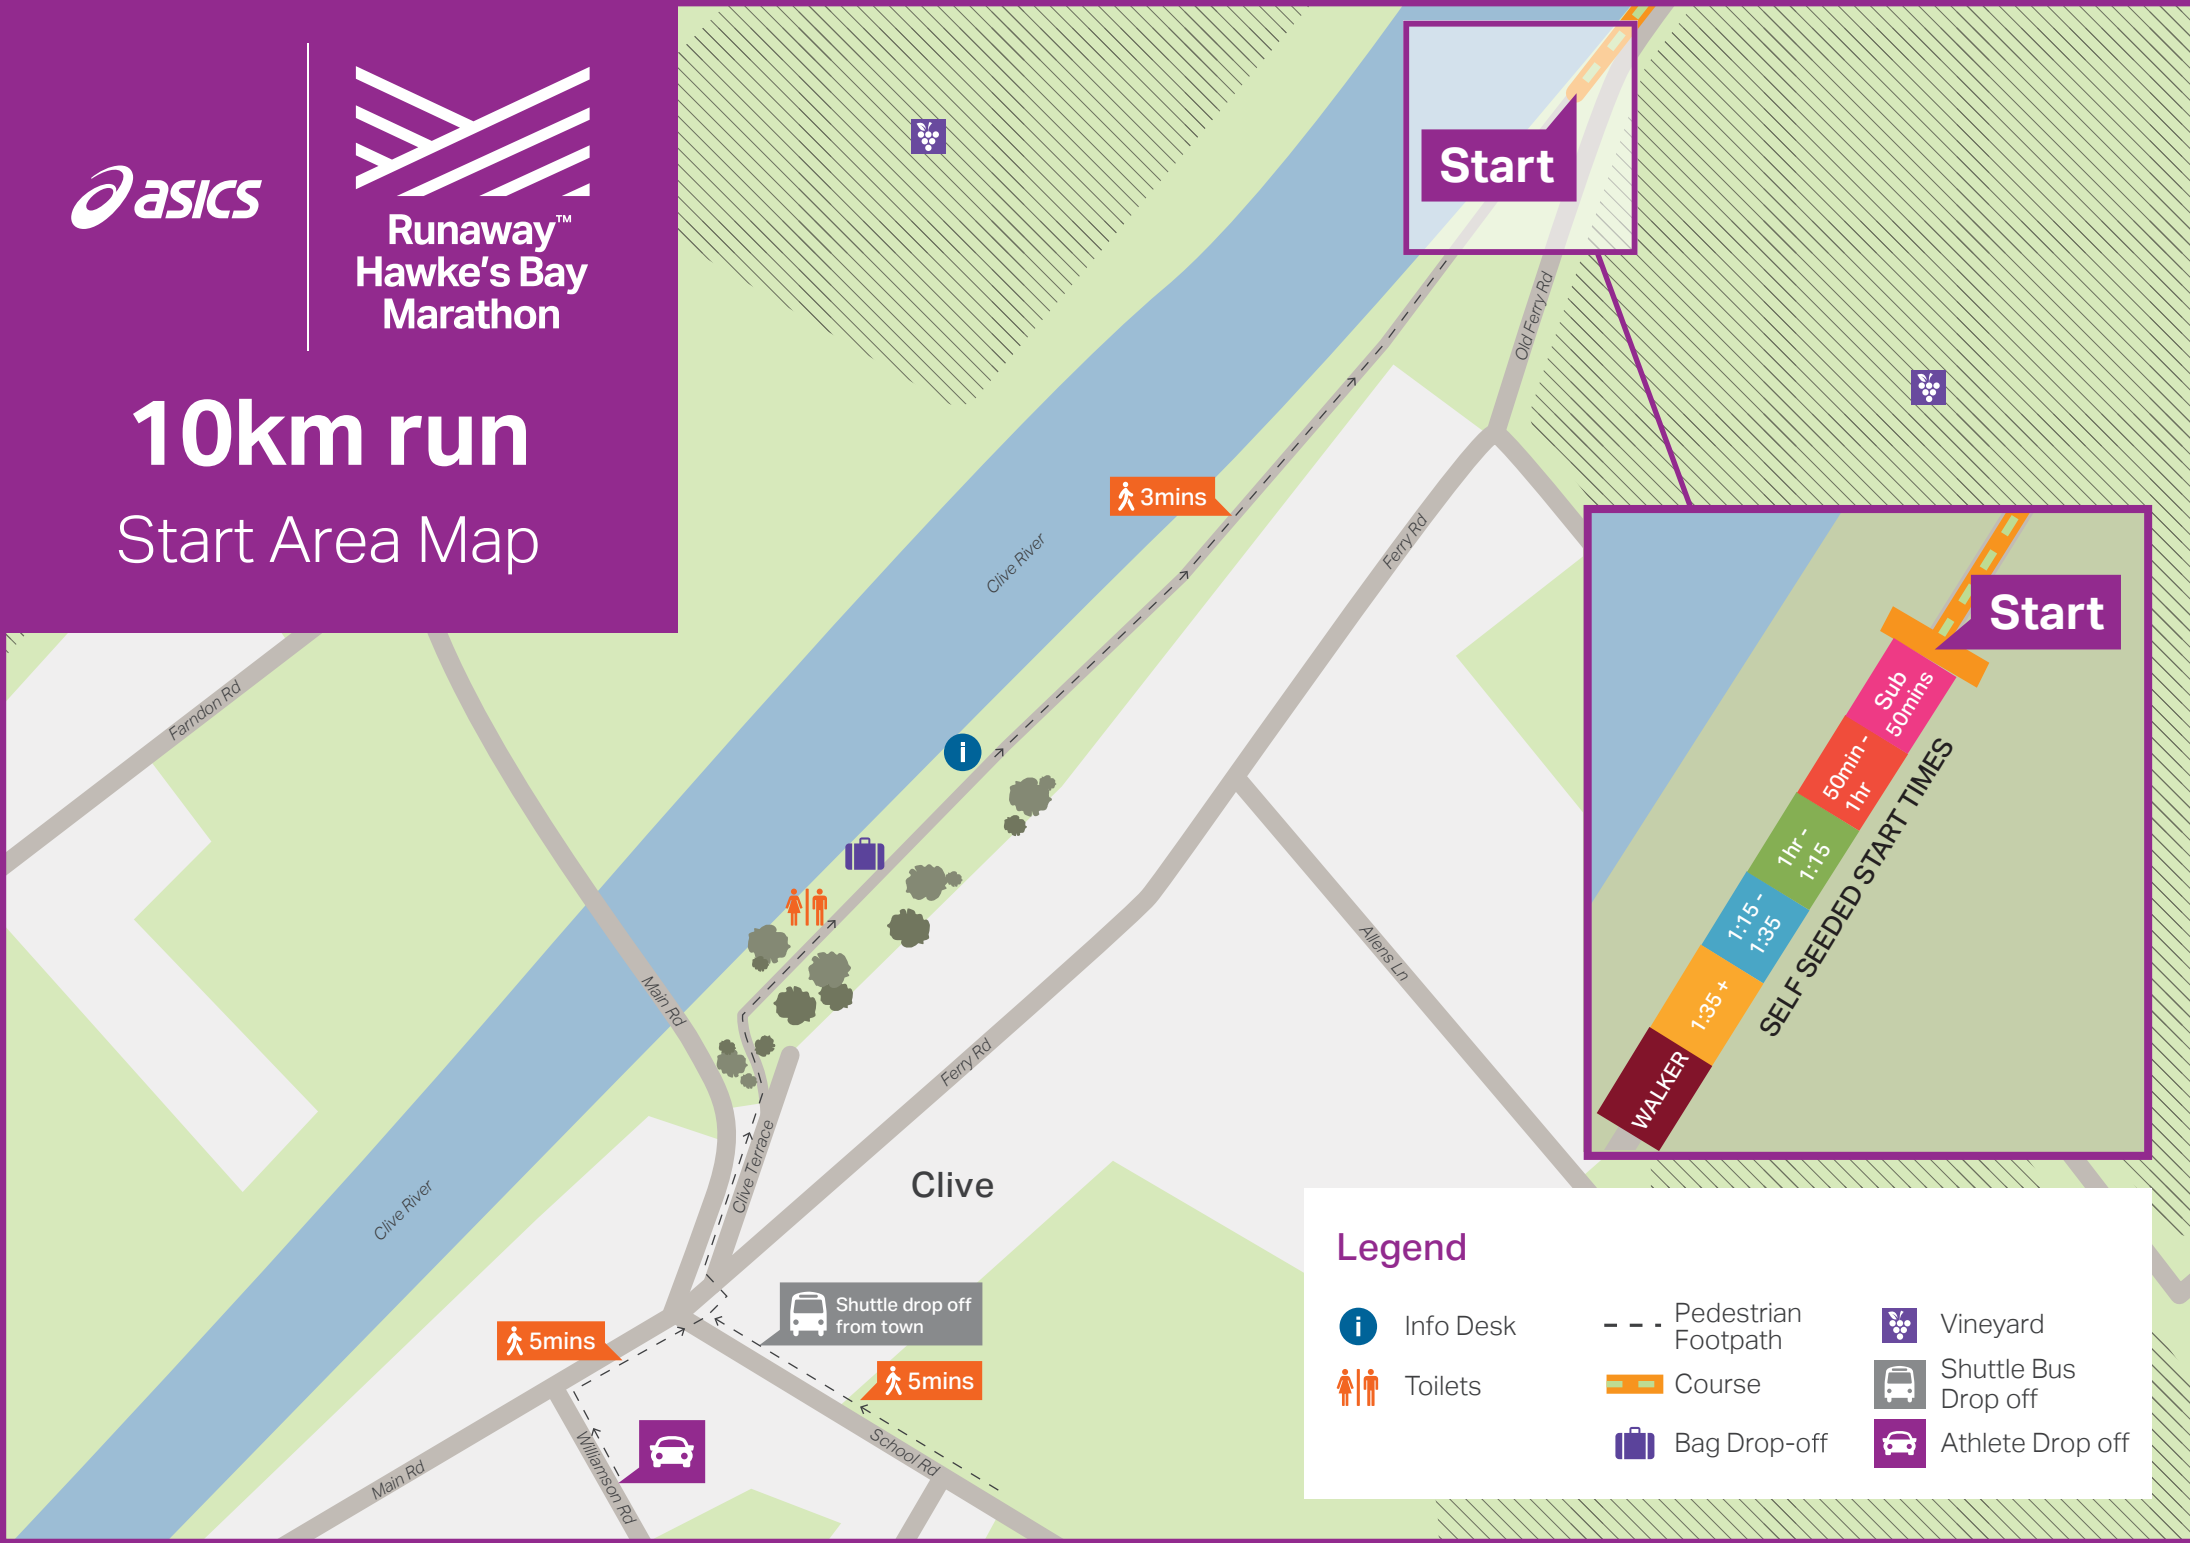 asics
Runaway™
Hawke's Bay
Marathon
10km run
Start Area Map
Start
Old Ferry Rd
3mins
Clive River
Ferry Rd
Farndon Rd
i
Main Rd
Allens Ln
Ferry Rd
Clive Terrace
Clive
Clive River
Shuttle drop off
from town
5mins
5mins
School Rd
Williamson Rd
Main Rd
Start
Sub
50mins
50min -
1hr
1hr -
1:15
1:15 -
1:35
1:35 +
WALKER
SELF SEEDED START TIMES
Legend
i
Info Desk
Toilets
Pedestrian
Footpath
Course
Bag Drop-off
Vineyard
Shuttle Bus
Drop off
Athlete Drop off